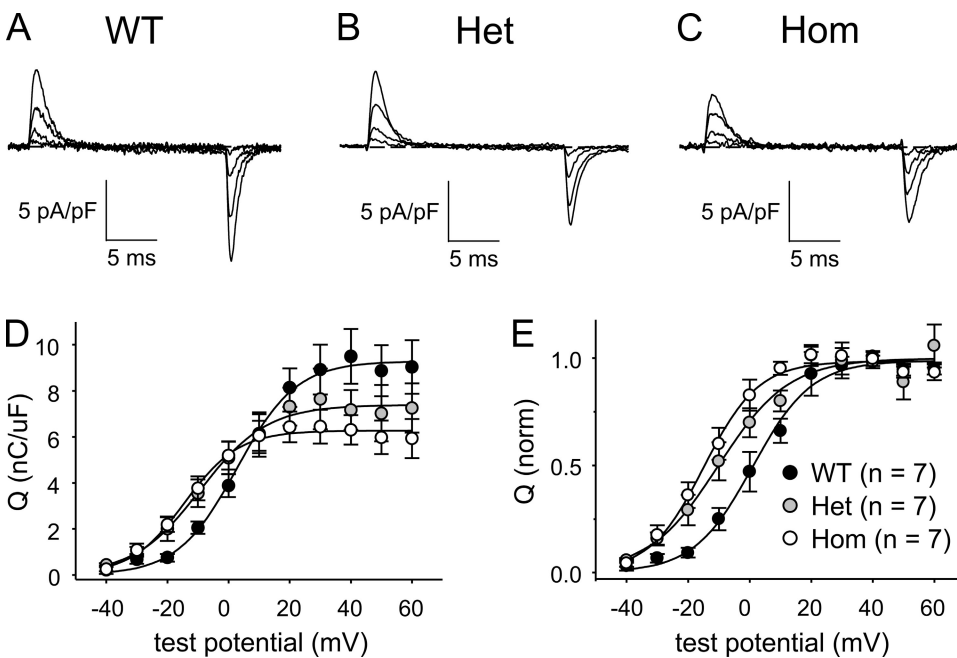 A WT
B Het
C Hom
5 pA/pF
5 ms
5 pA/pF
5 ms
5 pA/pF
5 ms
D
Q (nC/uF)
10
8
6
4
2
0
-40 -20 0 20 40 60
test potential (mV)
E
Q (norm)
1.0
0.5
0.0
WT (n = 7)
Het (n = 7)
Hom (n = 7)
-40 -20 0 20 40 60
test potential (mV)